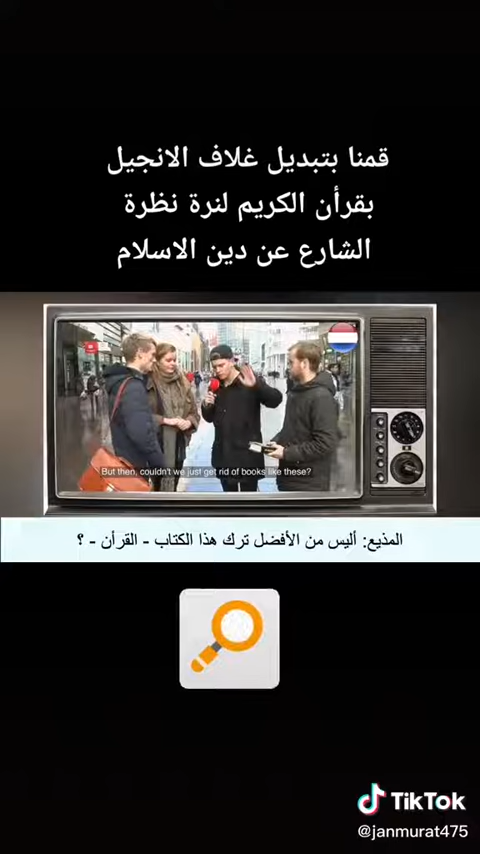 قمنا بتبديل غلاف الانجيل
بقرأن الكريم لنرة نظرة
الشارع عن دين الاسلام
But then, couldn't we just get rid of books like these?
المذيع: أليس من الأفضل ترك هذا الكتاب - القرأن - ؟
TikTok
@janmurat475